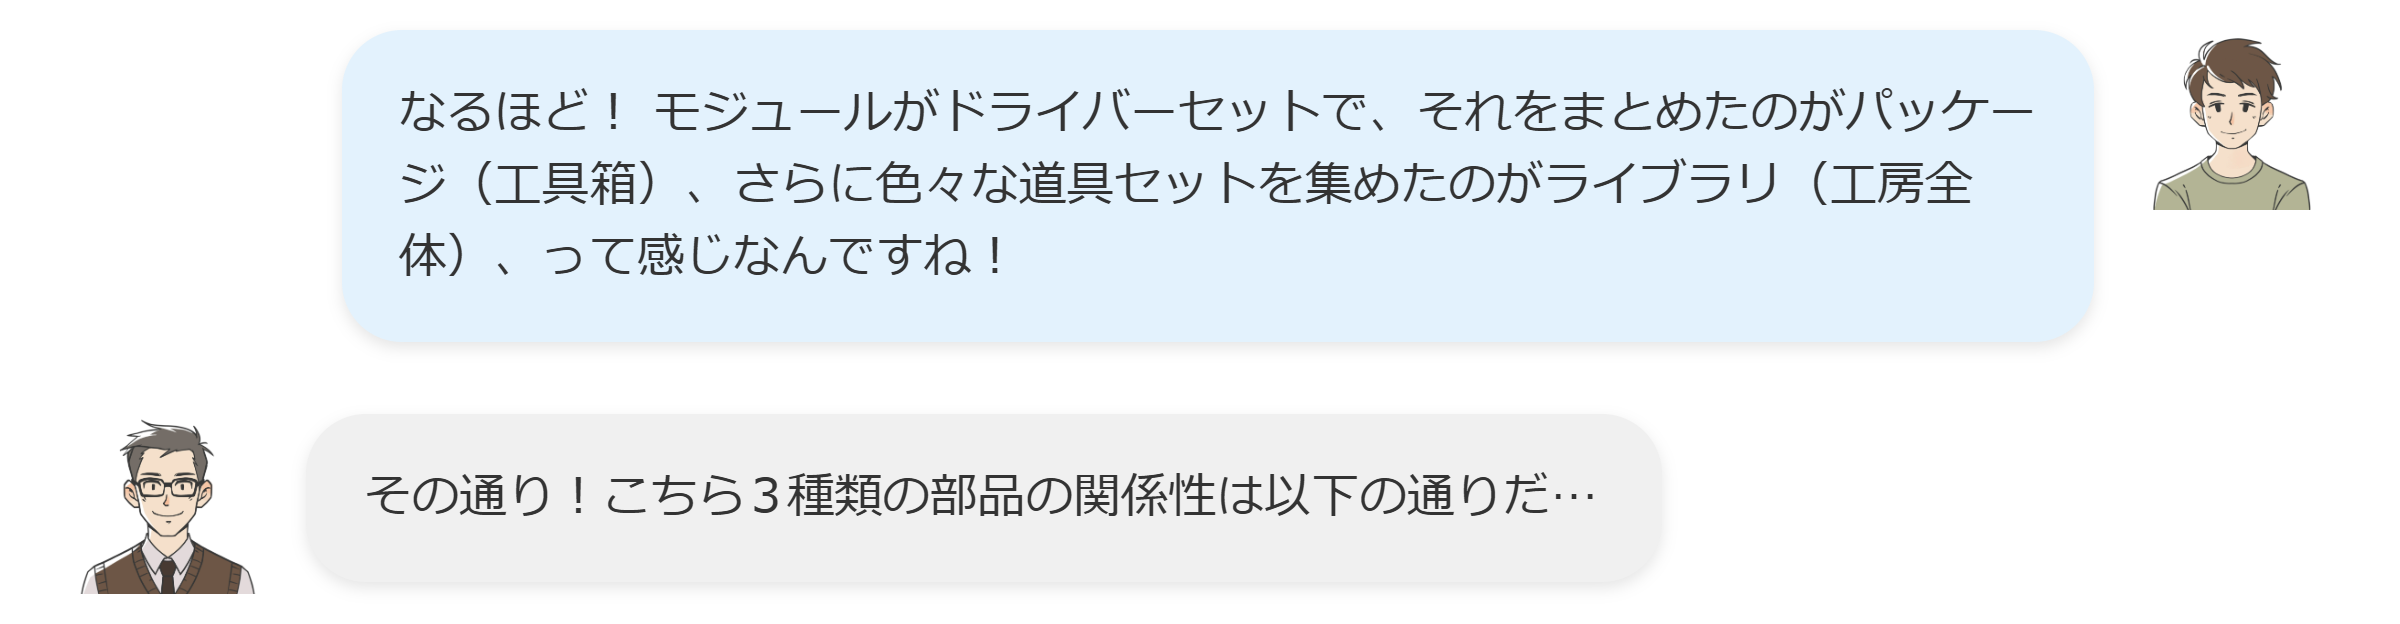 なるほど！ モジュールがドライバーセットで、それをまとめたのがパッケー
ジ（工具箱）、さらに色々な道具セットを集めたのがライブラリ（工房全
体）、って感じなんですね！
その通り！こちら３種類の部品の関係性は以下の通りだ…